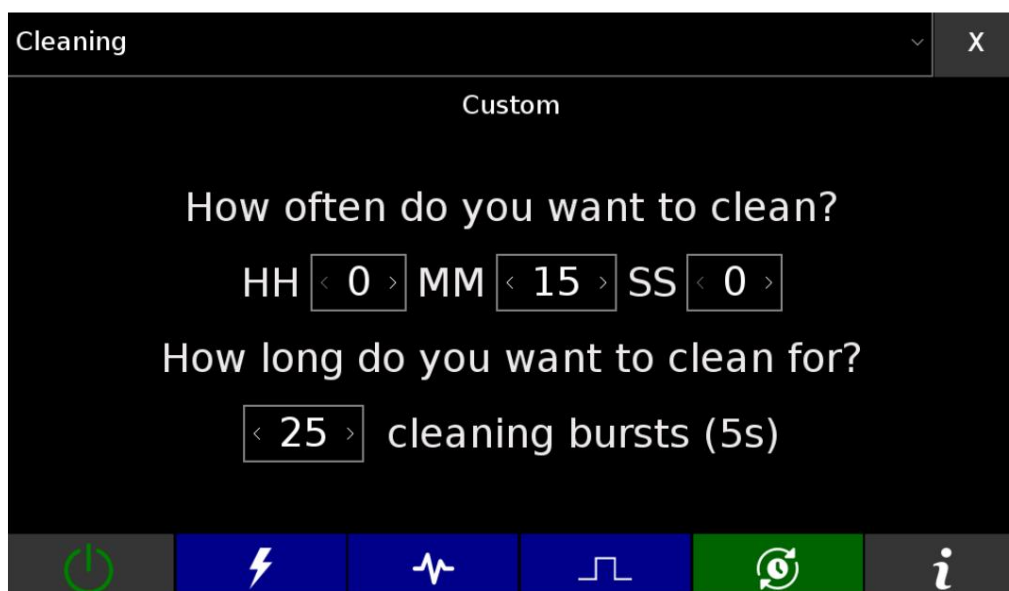 Cleaning X
Custom
How often do you want to clean?
HH 0 MM 15 SS 0
How long do you want to clean for?
25 cleaning bursts (5s)
i